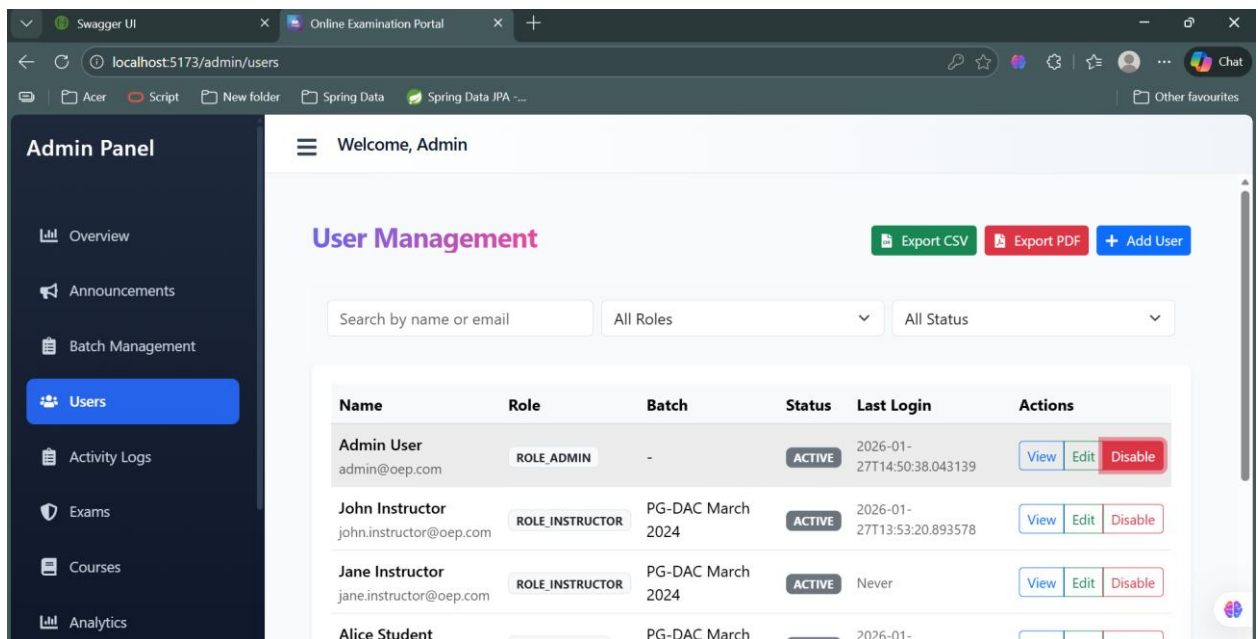 Swagger UI
Online Examination Portal
localhost:5173/admin/users
Chat
Acer
Script
New folder
Spring Data
Spring Data JPA -...
Other favourites
Admin Panel
Welcome, Admin
Overview
Announcements
Batch Management
Users
Activity Logs
Exams
Courses
Analytics
User Management
Export CSV
Export PDF
+ Add User
Search by name or email
All Roles
All Status
Name Role Batch Status Last Login Actions
Admin User
admin@oep.com
ROLE_ADMIN
-
ACTIVE
2026-01-
27T14:50:38.043139
View Edit Disable
John Instructor
john.instructor@oep.com
ROLE_INSTRUCTOR
PG-DAC March
2024
ACTIVE
2026-01-
27T13:53:20.893578
View Edit Disable
Jane Instructor
jane.instructor@oep.com
ROLE_INSTRUCTOR
PG-DAC March
2024
ACTIVE
Never
View Edit Disable
Alice Student
PG-DAC March
2026-01-